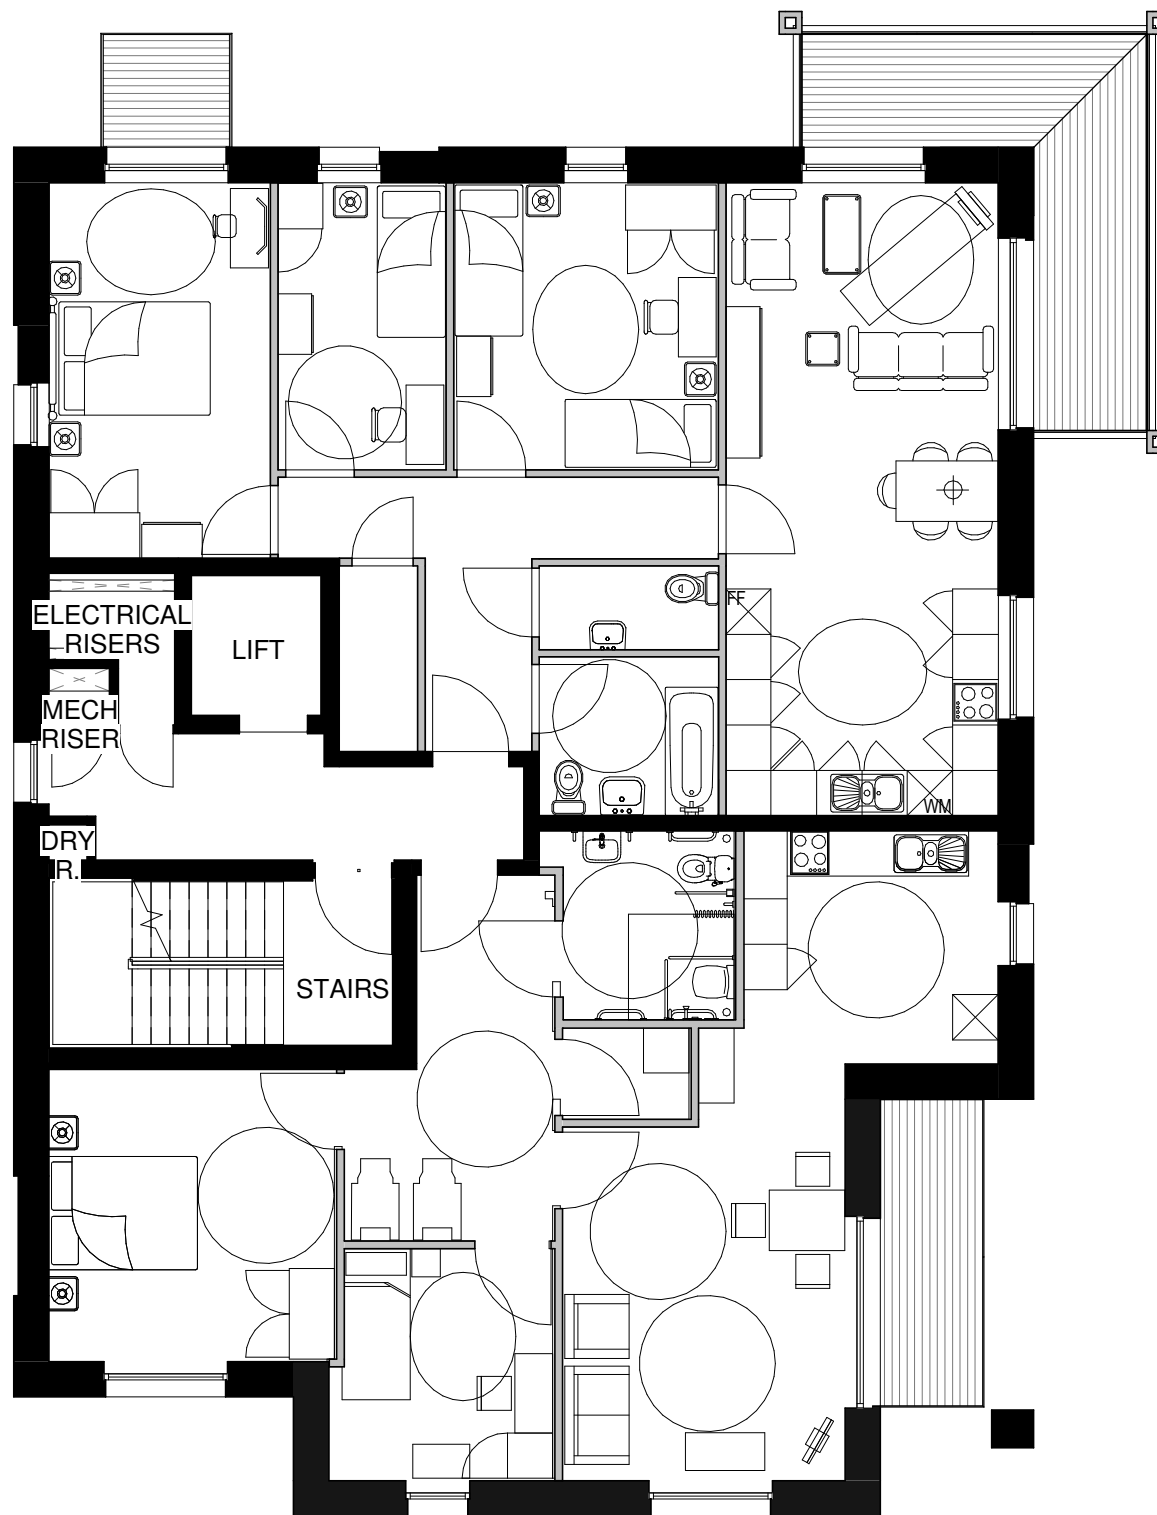 FF
ELECTRICAL
RISERS
LIFT
MECH
RISER
WM
DRY
R.
STAIRS